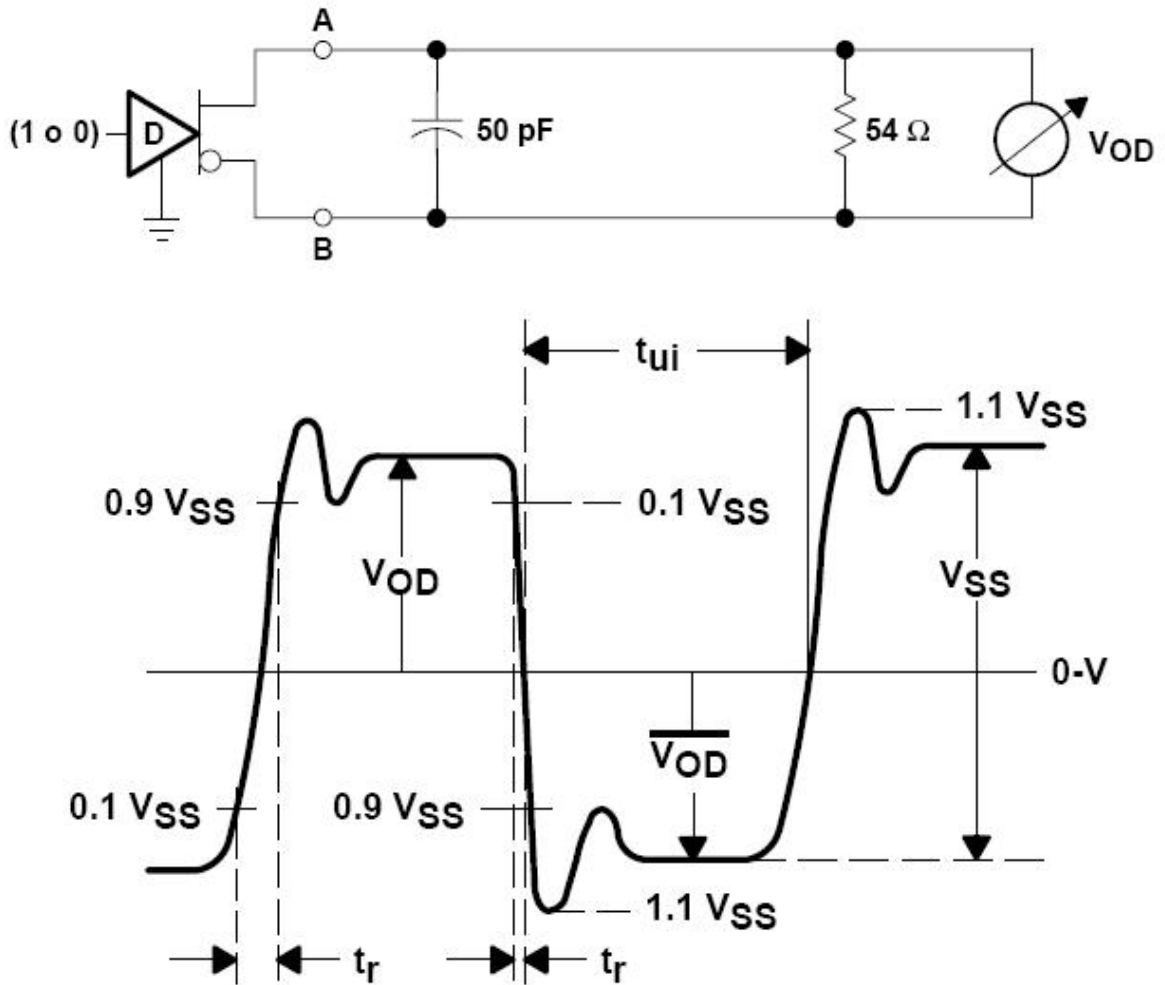 A
(1 o 0)
D
50 pF
54 Ω
VOD
B
tui
1.1 VSS
0.9 VSS
0.1 VSS
VOD
VSS
0-V
VOD
0.1 VSS
0.9 VSS
1.1 VSS
tr
tr